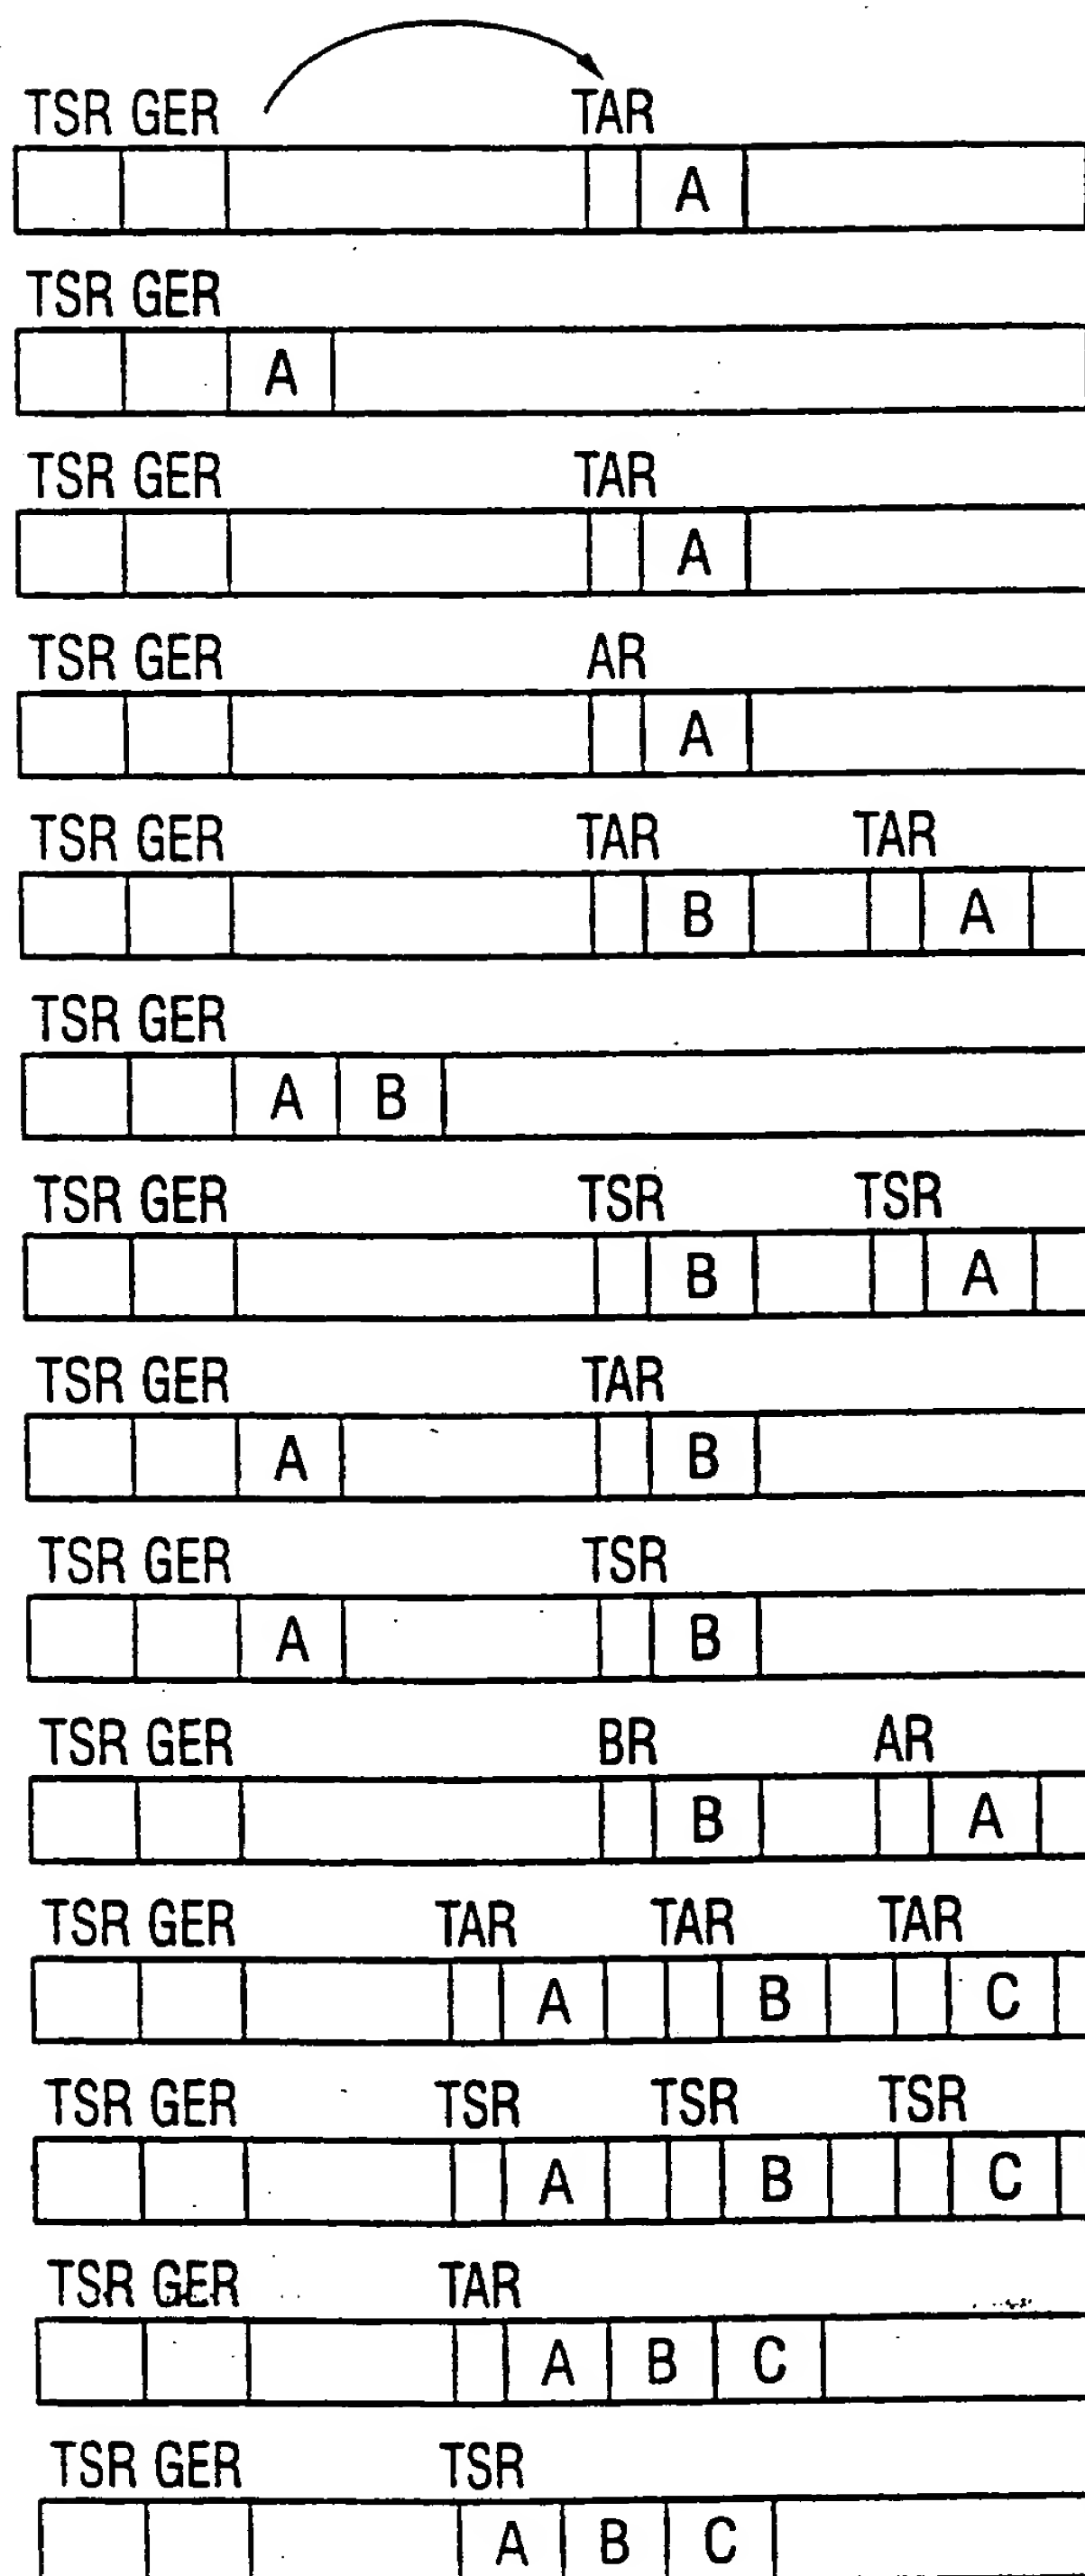 TSR GER TAR
A
TSR GER
A
TSR GER TAR
A
TSR GER AR
A
TSR GER TAR TAR
B A
TSR GER
A B
TSR GER TSR TSR
B A
TSR GER TAR
A B
TSR GER TSR
A B
TSR GER BR AR
B A
TSR GER TAR TAR TAR
A B C
TSR GER TSR TSR TSR
A B C
TSR GER TAR
A B C
TSR GER TSR
A B C